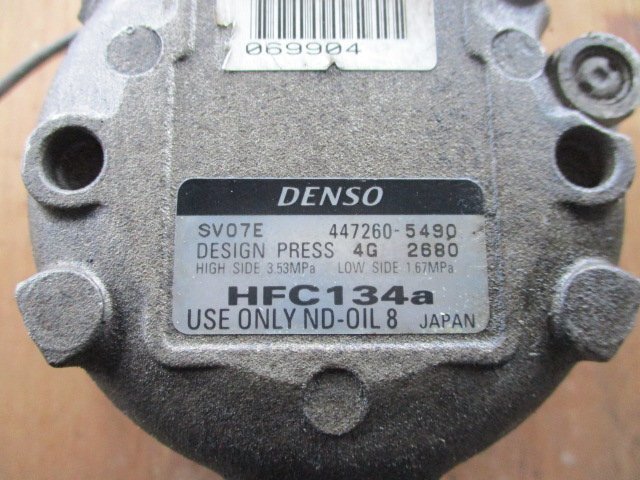 069904
DENSO
SV07E 447260-5490
DESIGN PRESS 4G 2680
HIGH SIDE 3.53MPa LOW SIDE 1.67MPa
HFC134a
USE ONLY ND-OIL 8 JAPAN